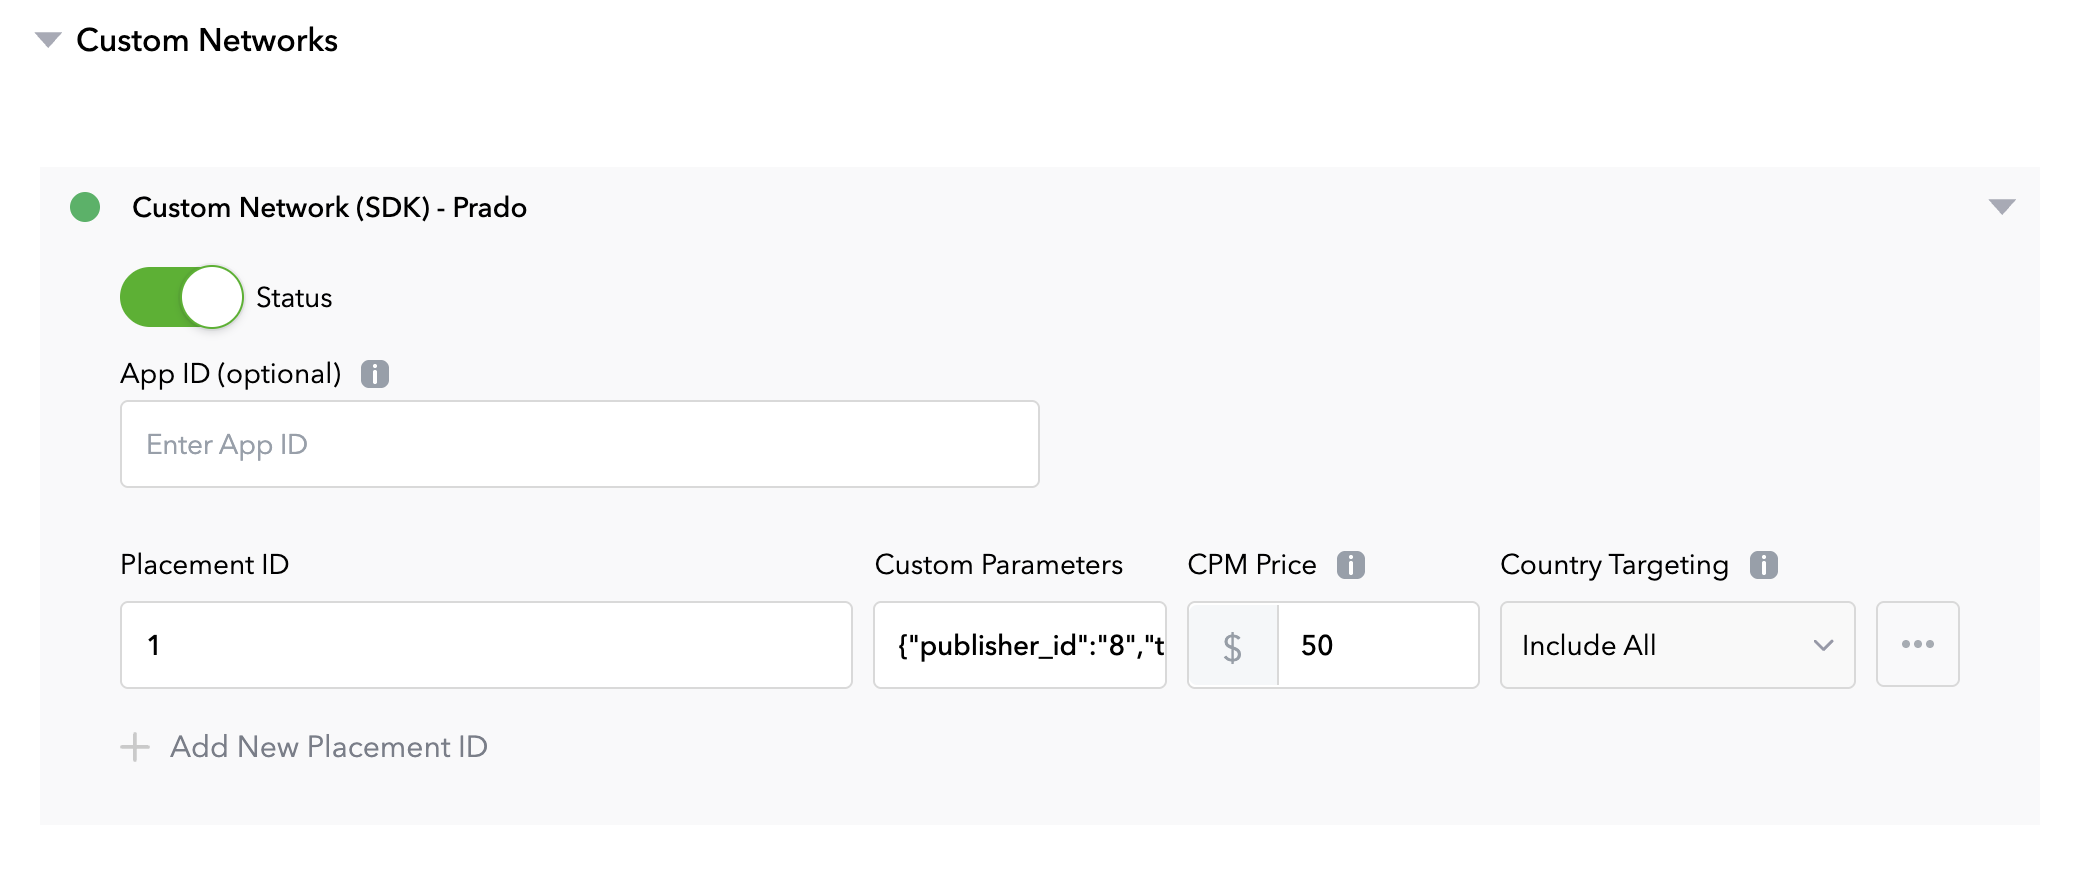 Custom Networks
Custom Network (SDK) - Prado
Status
App ID (optional)
Enter App ID
Placement ID Custom Parameters CPM Price Country Targeting
1 {"publisher_id":"8","t $ 50 Include All
Add New Placement ID